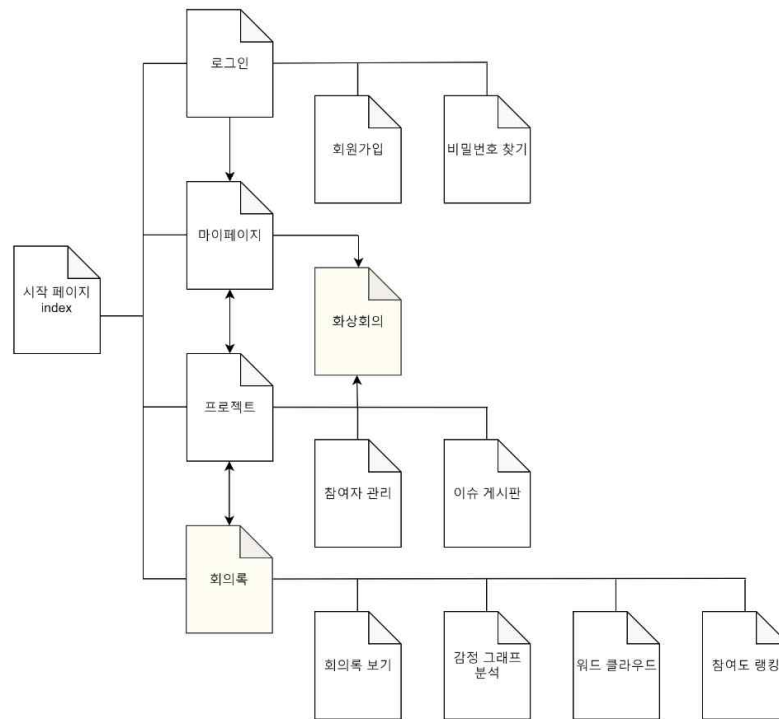 로그인
회원가입
비밀번호 찾기
마이페이지
시작 페이지
index
화상회의
프로젝트
참여자 관리
이슈 게시판
회의록
회의록 보기
감정 그래프
분석
워드 클라우드
참여도 랭킹